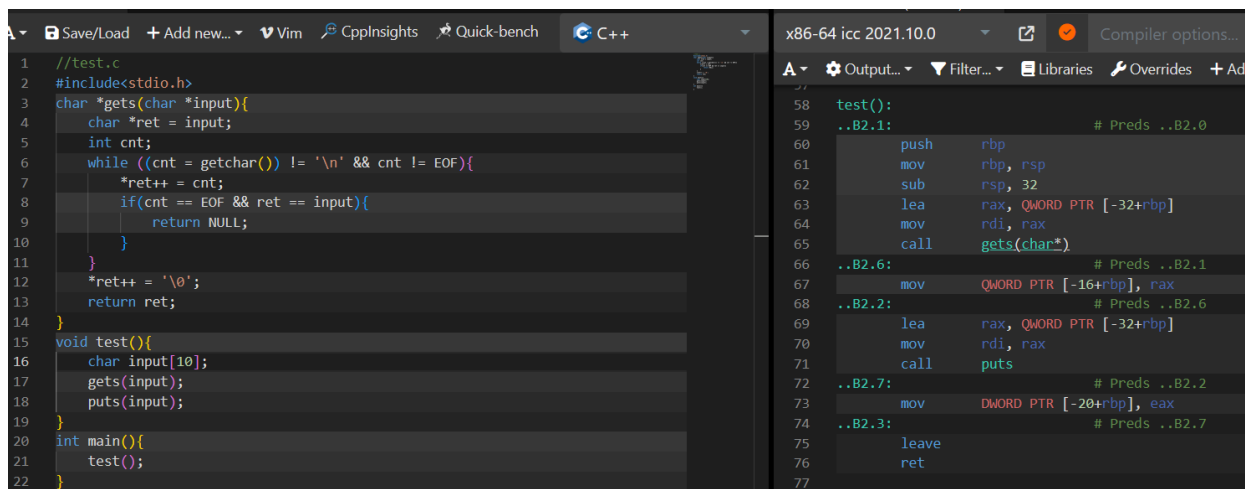 A Save/Load + Add new... Vim CppInsights Quick-bench C++
1 //test.c
2 #include<stdio.h>
3 char *gets(char *input){
4 char *ret = input;
5 int cnt;
6 while ((cnt = getchar()) != '\n' && cnt != EOF){
7 *ret++ = cnt;
8 if(cnt == EOF && ret == input){
9 return NULL;
10 }
11 }
12 *ret++ = '\0';
13 return ret;
14 }
15 void test(){
16 char input[10];
17 gets(input);
18 puts(input);
19 }
20 int main(){
21 test();
22 }
x86-64 icc 2021.10.0 Compiler options...
A Output... Filter... Libraries Overrides + Ad
57
58 test():
59 ..B2.1: # Preds ..B2.0
60 push rbp
61 mov rbp, rsp
62 sub rsp, 32
63 lea rax, QWORD PTR [-32+rbp]
64 mov rdi, rax
65 call gets(char*)
66 ..B2.6: # Preds ..B2.1
67 mov QWORD PTR [-16+rbp], rax
68 ..B2.2: # Preds ..B2.6
69 lea rax, QWORD PTR [-32+rbp]
70 mov rdi, rax
71 call puts
72 ..B2.7: # Preds ..B2.2
73 mov DWORD PTR [-20+rbp], eax
74 ..B2.3: # Preds ..B2.7
75 leave
76 ret
77